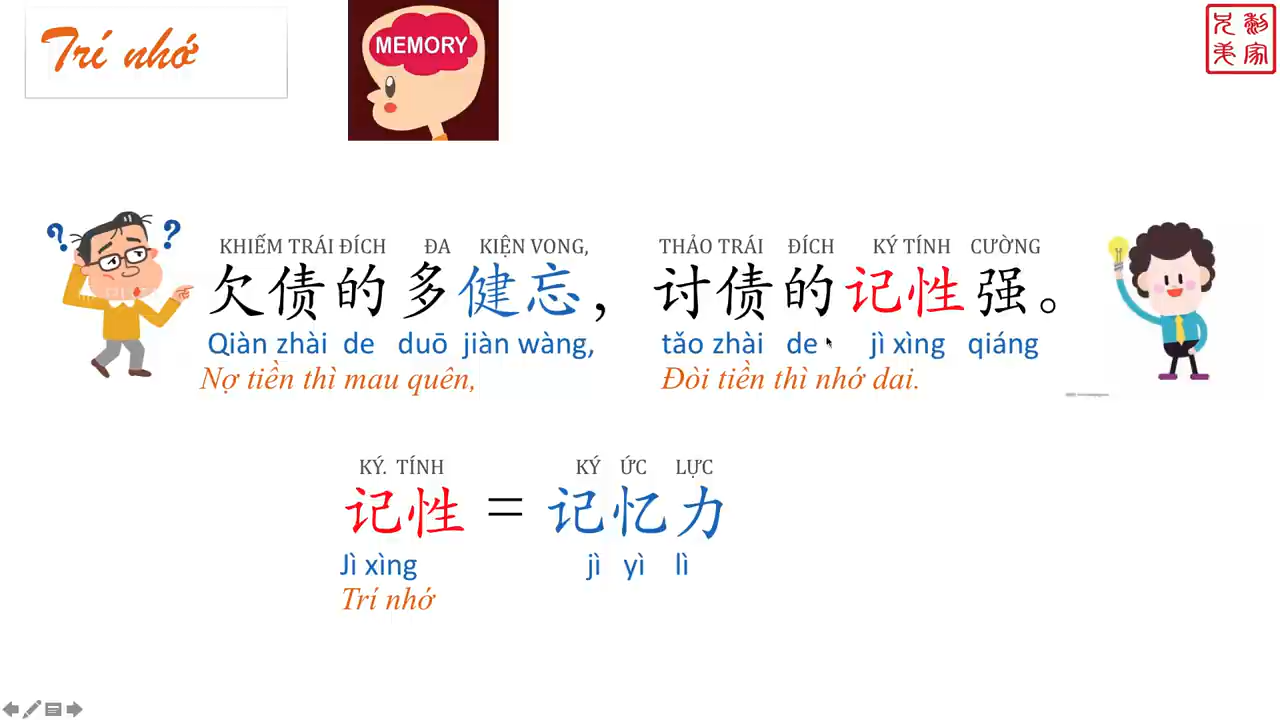 Trí nhớ
MEMORY
KHIẾM TRÁI ĐÍCH ĐA KIỆN VONG, THẢO TRÁI ĐÍCH KÝ TÍNH CƯỜNG
欠债的多健忘，讨债的记性强。
Qiàn zhài de duō jiàn wàng, tǎo zhài de jì xìng qiáng
Nợ tiền thì mau quên, Đòi tiền thì nhớ dai.
KÝ. TÍNH KÝ ỨC LỰC
记性 = 记忆力
Jì xìng jì yì lì
Trí nhớ